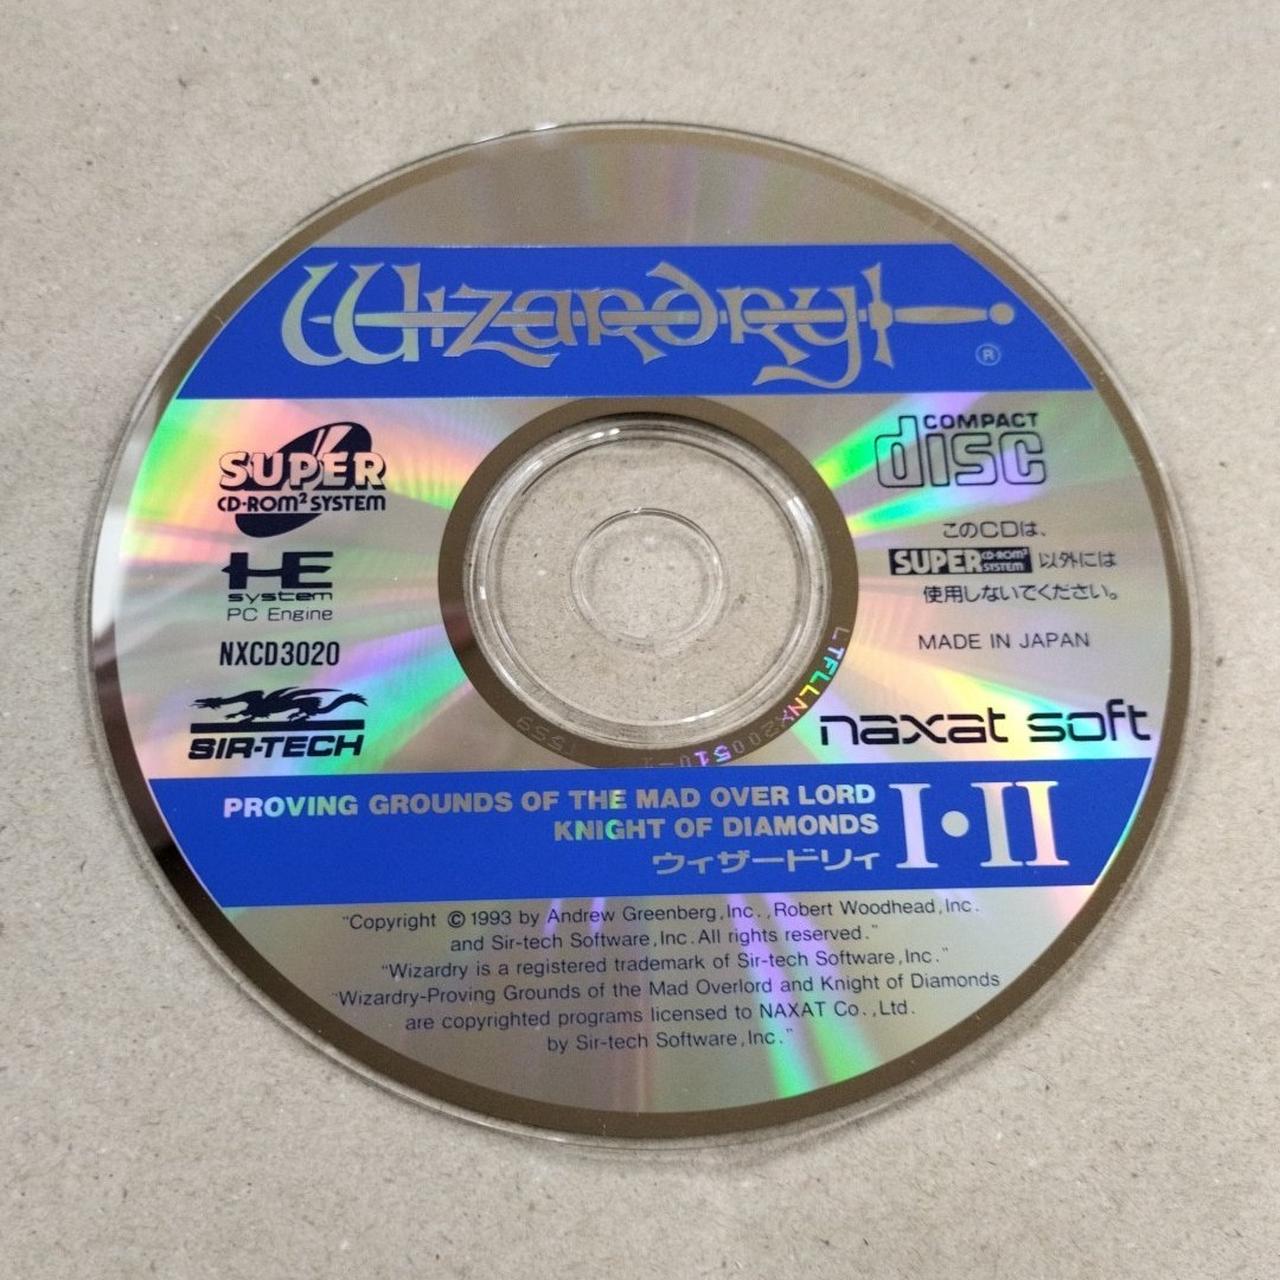 Wizardry
®
SUPER
CD-ROM² SYSTEM
HE
system
PC Engine
NXCD3020
SIR-TECH
COMPACT
disc
このCDは、
SUPER CD-ROM² SYSTEM 以外には
使用しないでください。
MADE IN JAPAN
naxat soft
PROVING GROUNDS OF THE MAD OVER LORD
KNIGHT OF DIAMONDS
ウィザードリィ
I・II
"Copyright © 1993 by Andrew Greenberg, Inc., Robert Woodhead, Inc.
and Sir-tech Software, Inc. All rights reserved."
"Wizardry is a registered trademark of Sir-tech Software, Inc."
"Wizardry-Proving Grounds of the Mad Overlord and Knight of Diamonds
are copyrighted programs licensed to NAXAT Co., Ltd.
by Sir-tech Software, Inc."